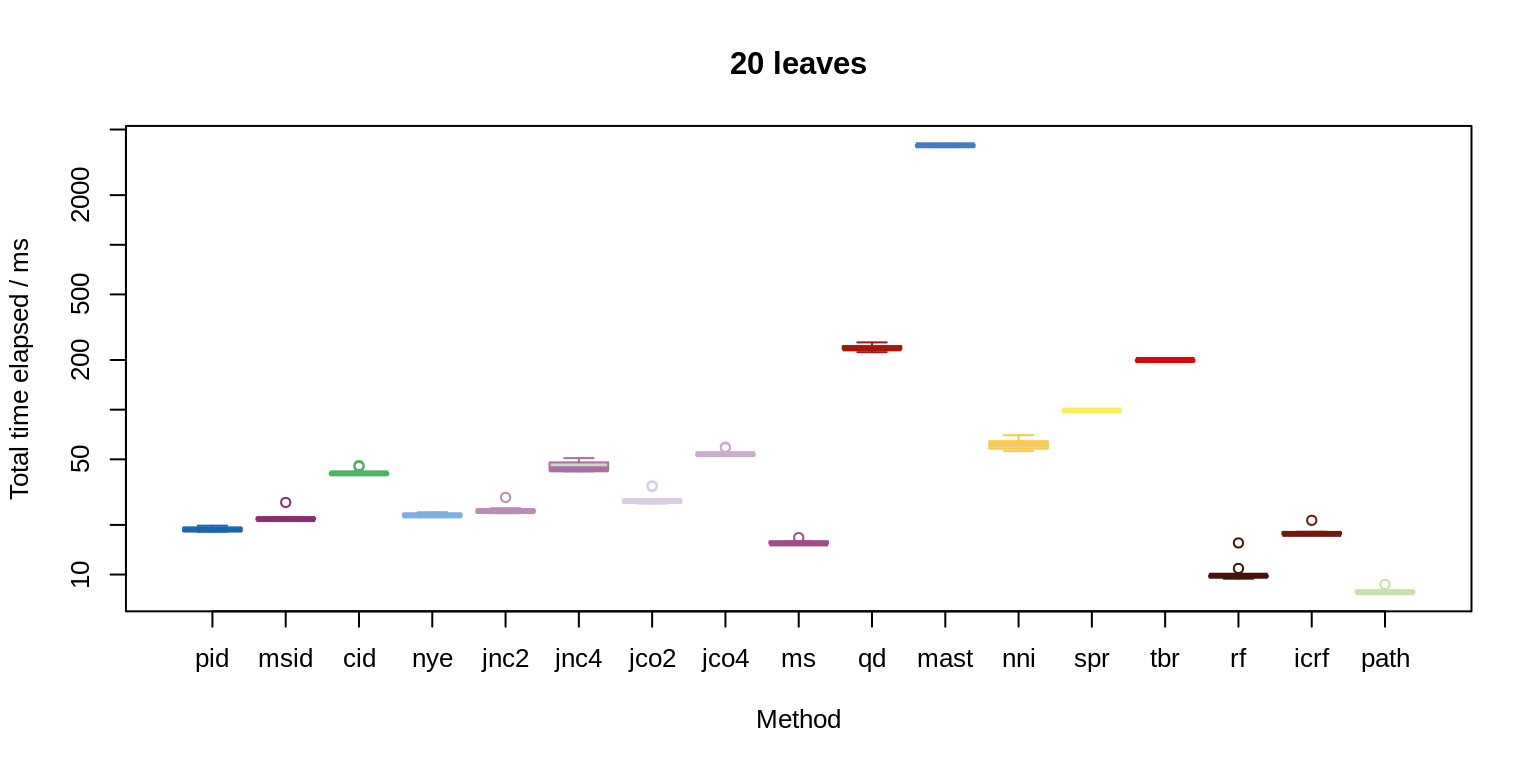 20 leaves
Total time elapsed / ms
2000
500
200
50
10
pid msid cid nye jnc2 jnc4 jco2 jco4 ms qd mast nni spr tbr rf icrf path
Method